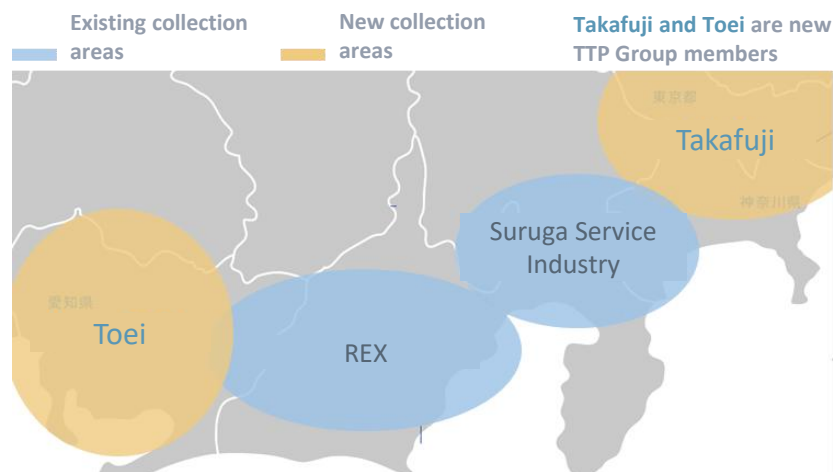 Existing collection
areas
New collection
areas
Takafuji and Toei are new
TTP Group members
東京都
Takafuji
神奈川県
Suruga Service
Industry
愛知県
Toei
REX